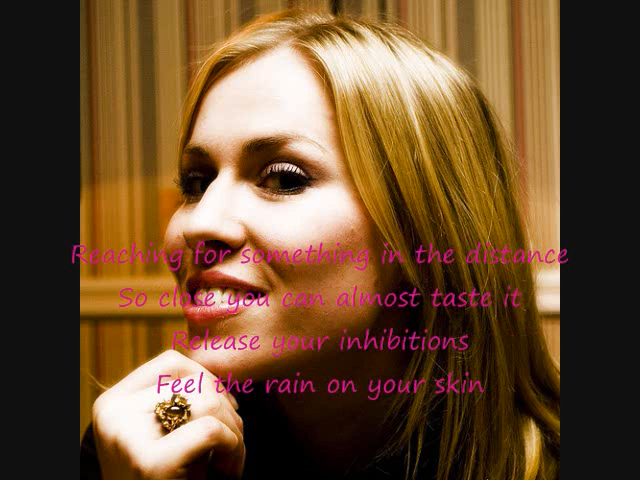 Reaching for something in the distance
So close you can almost taste it
Release your inhibitions
Feel the rain on your skin